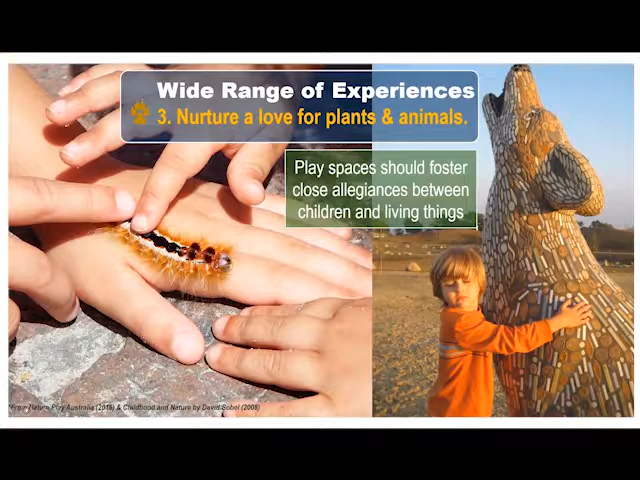 Wide Range of Experiences
3. Nurture a love for plants & animals.
Play spaces should foster
close allegiances between
children and living things
From Nature Play Australia (2016) & Childhood and Nature by David Sobel (2008)